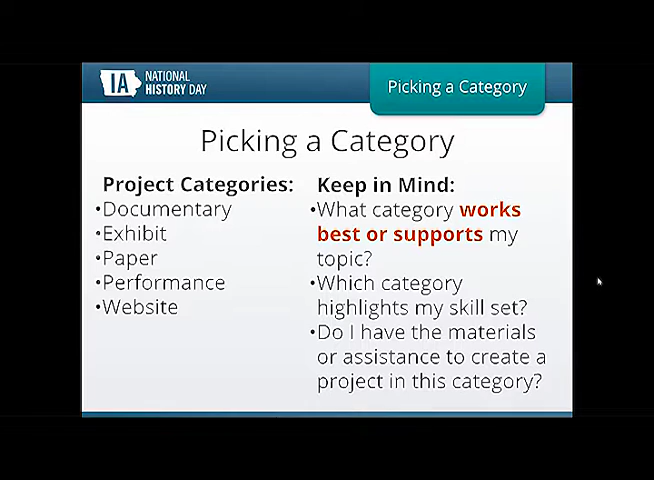 IA NATIONAL
HISTORY DAY
Picking a Category
Picking a Category
Project Categories:
•Documentary
•Exhibit
•Paper
•Performance
•Website
Keep in Mind:
•What category works
best or supports my
topic?
•Which category
highlights my skill set?
•Do I have the materials
or assistance to create a
project in this category?